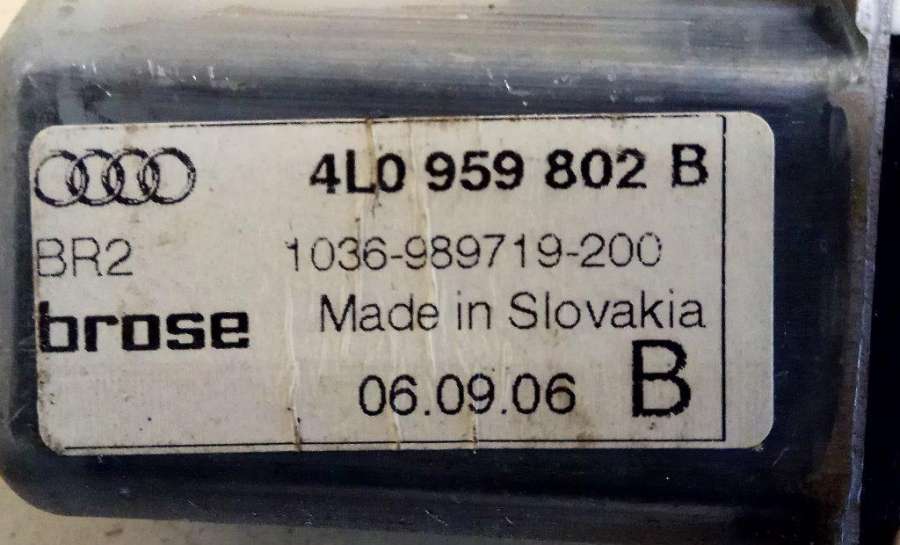 4L0 959 802 B
BR2 1036-989719-200
brose Made in Slovakia
06.09.06 B